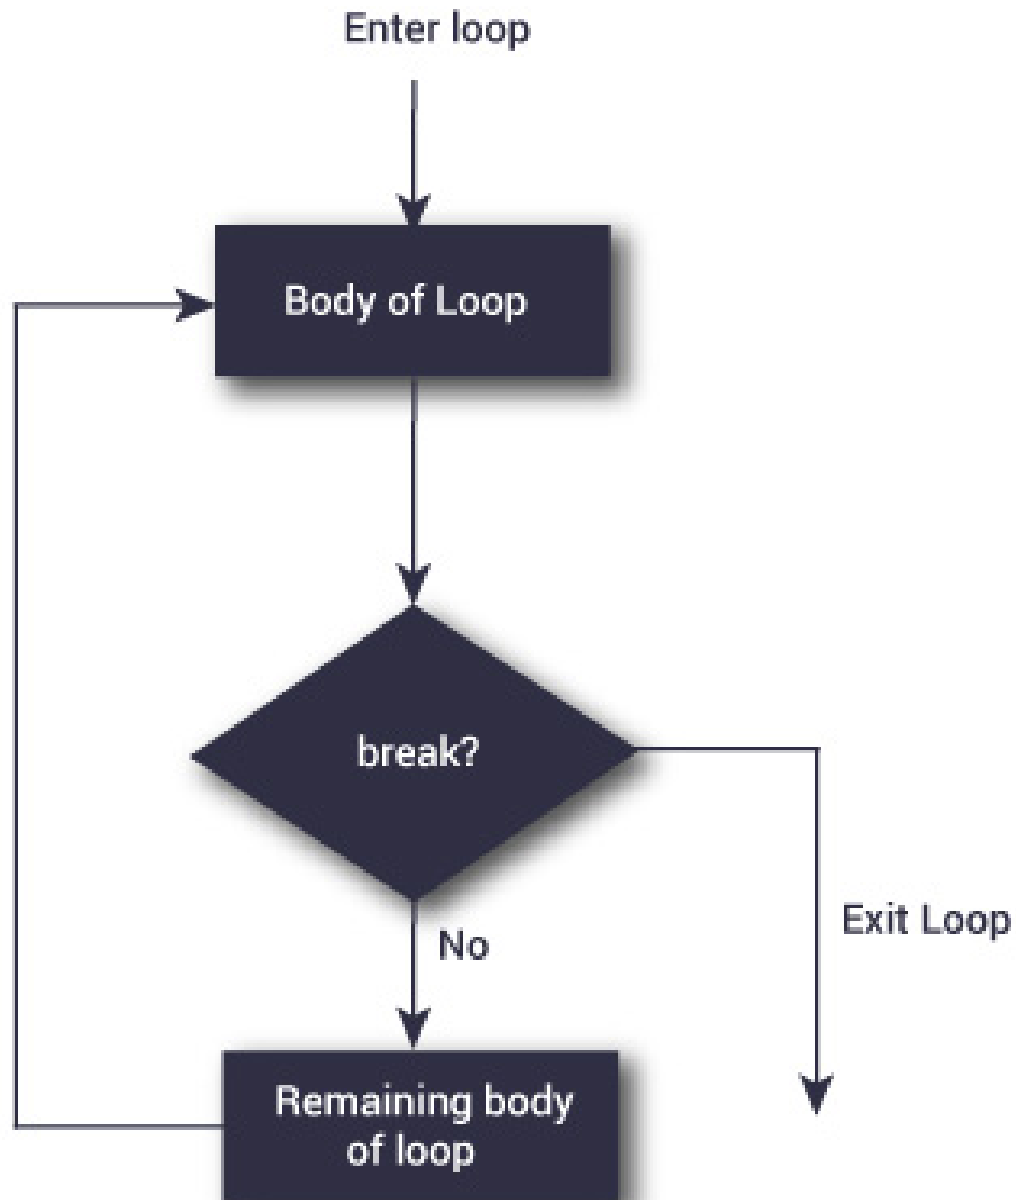 Enter loop
Body of Loop
break?
No
Exit Loop
Remaining body
of loop